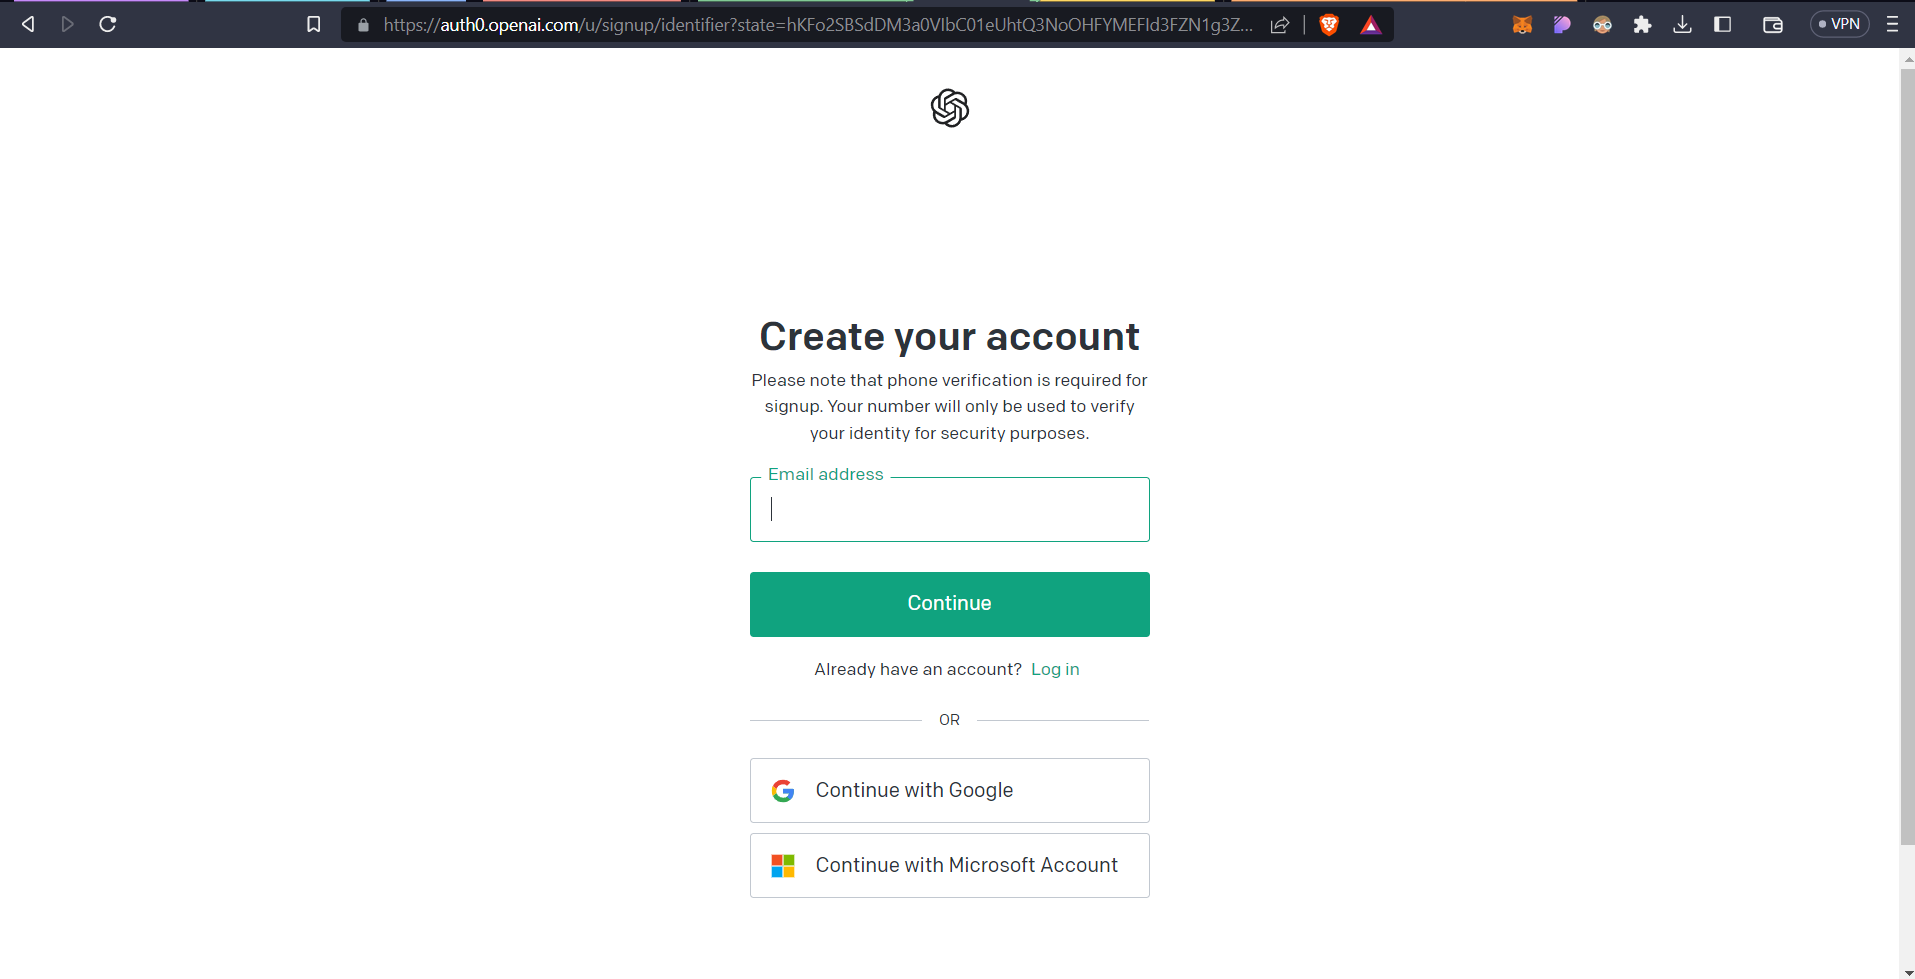 https://auth0.openai.com/u/signup/identifier?state=hKFo2SBSdDM3a0VIbC01eUhtQ3NoOHFYMEFId3FZN1g3Z...
VPN
Create your account
Please note that phone verification is required for
signup. Your number will only be used to verify
your identity for security purposes.
Email address
Continue
Already have an account? Log in
OR
Continue with Google
Continue with Microsoft Account